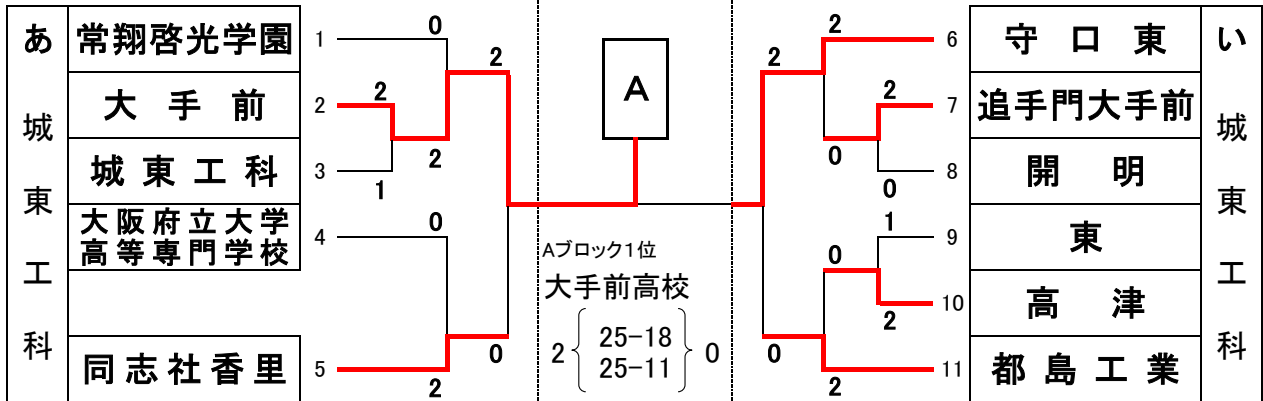 あ 城東工科
常翔啓光学園 1
大手前 2
城東工科 3
大阪府立大学
高等専門学校 4
同志社香里 5
0
2
2
2
1
0
0
2
A
Aブロック1位
大手前高校
2 { 25-18 } 0
25-11
2
2
2
0
0
1
0
2
0
2
6 守口東
7 追手門大手前
8 開明
9 東
10 高津
11 都島工業
い 城東工科